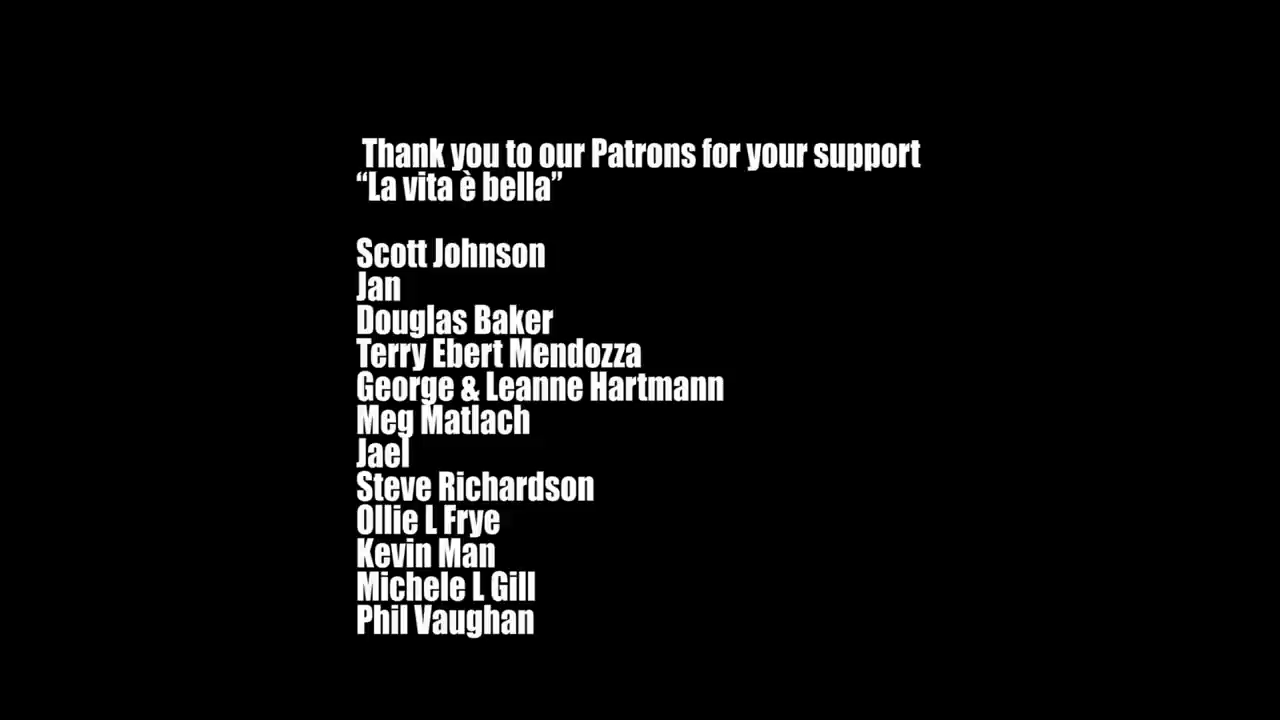 Thank you to our Patrons for your support
“La vita è bella”
Scott Johnson
Jan
Douglas Baker
Terry Ebert Mendozza
George & Leanne Hartmann
Meg Matlach
Jael
Steve Richardson
Ollie L Frye
Kevin Man
Michele L Gill
Phil Vaughan